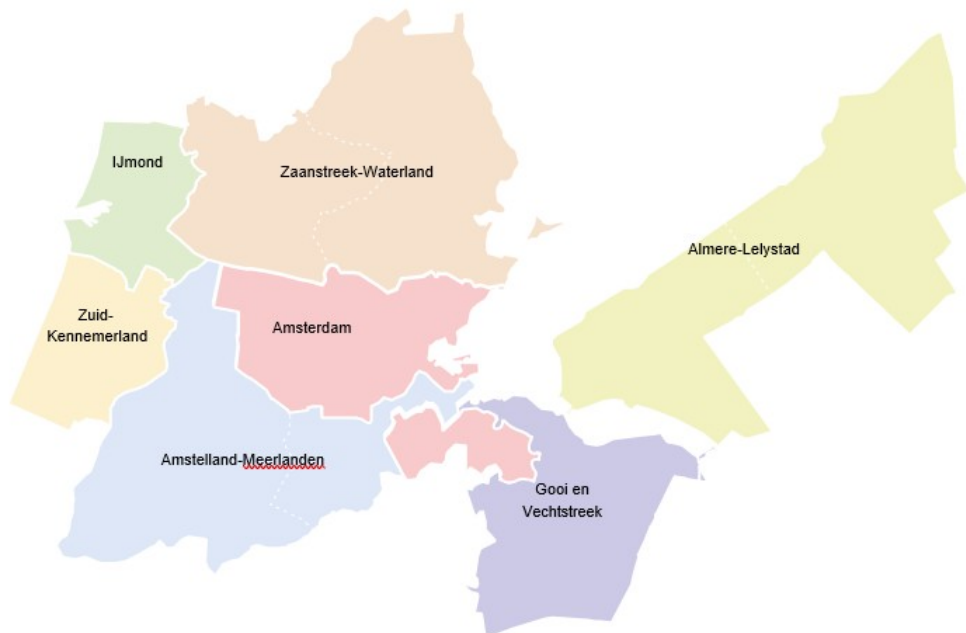 IJmond
Zaanstreek-Waterland
Almere-Lelystad
Zuid-
Kennemerland
Amsterdam
Amstelland-Meerlanden
Gooi en
Vechtstreek